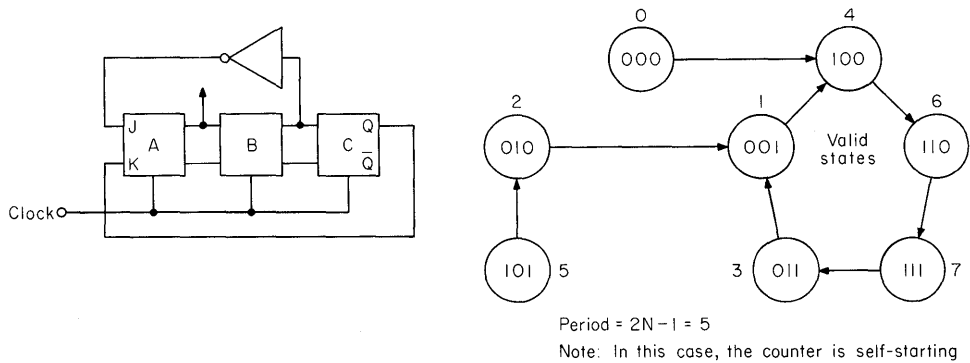 0
4
000
100
2
1
6
J
A
B
C
Q
010
001
Valid
states
110
K
Q̅
Clock
101
5
3
011
111
7
Period = 2N-1 = 5
Note: In this case, the counter is self-starting